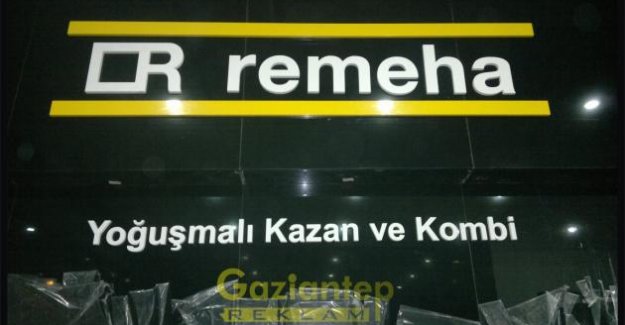 R remeha
Yoğuşmalı Kazan ve Kombi
Gaziantep
REKLAM